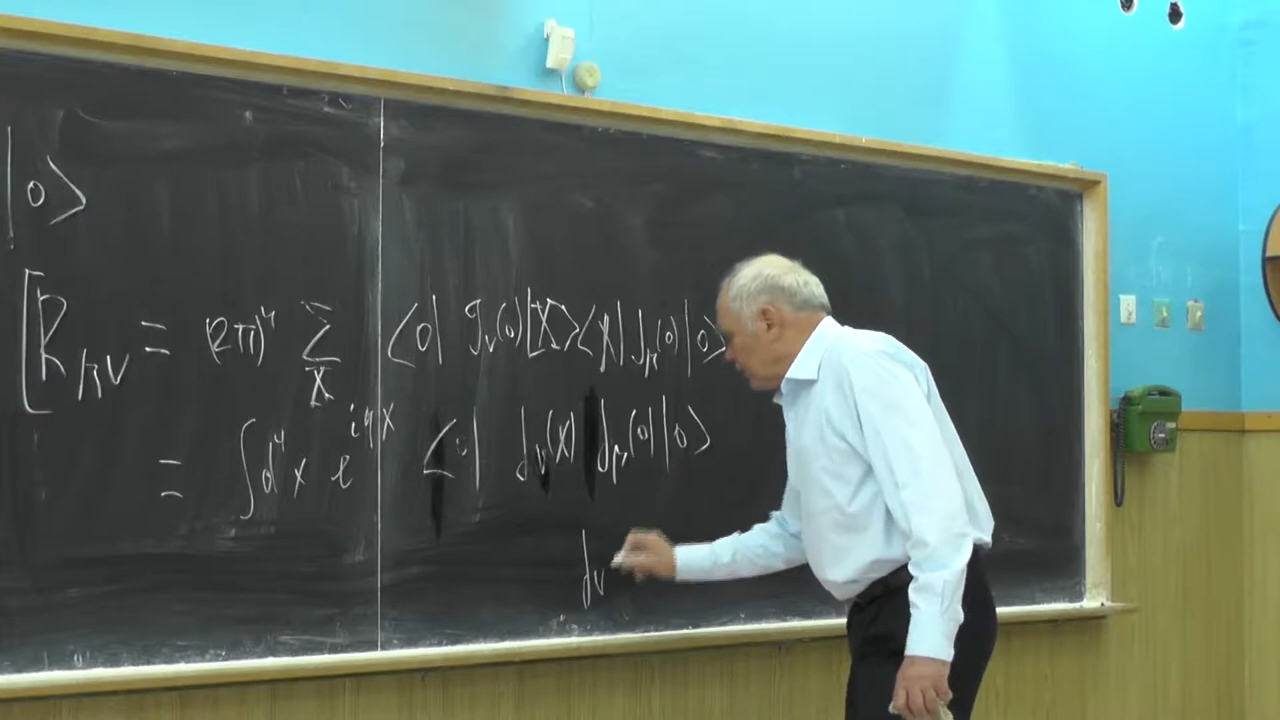 |0>
[R_μν = (2π)^4 Σ_X <0| J_ν(0)|X><X| J_μ(0)|0>
= ∫d^4x e^{iqx} <0| J_ν(x) J_μ(0)|0>
J_ν